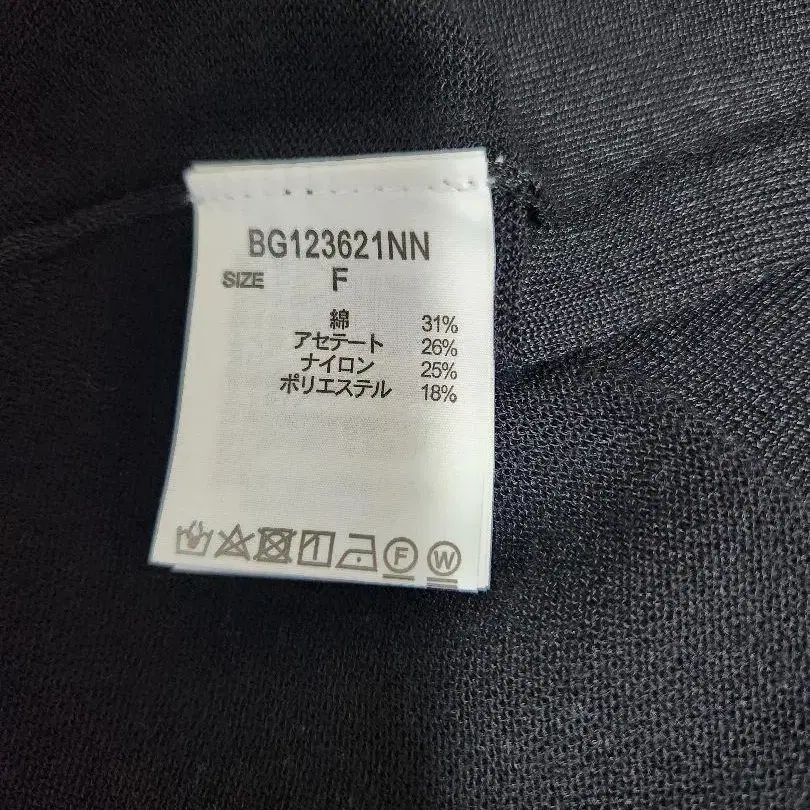 BG123621NN
SIZE F
綿 31%
アセテート 26%
ナイロン 25%
ポリエステル 18%
F W